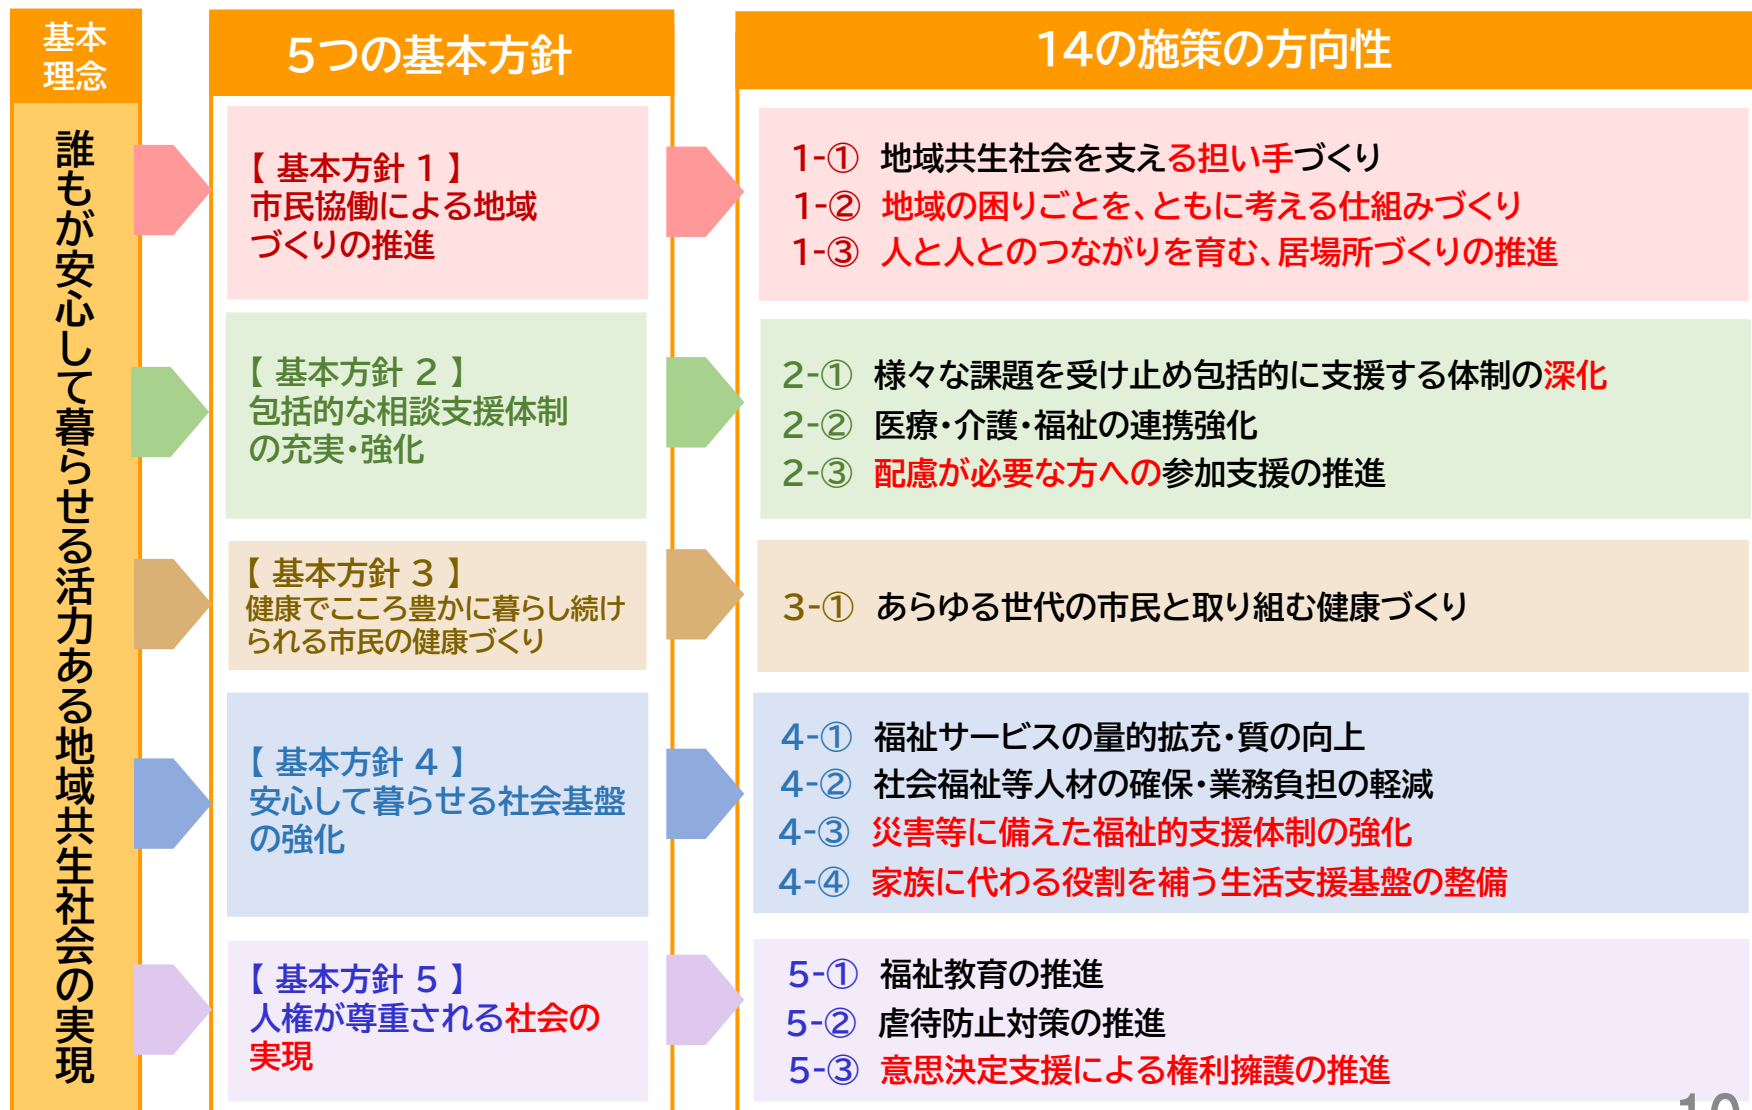 基本
理念
誰もが安心して暮らせる活力ある地域共生社会の実現
5つの基本方針
【 基本方針 1 】
市民協働による地域
づくりの推進
【 基本方針 2 】
包括的な相談支援体制
の充実・強化
【 基本方針 3 】
健康でこころ豊かに暮らし続け
られる市民の健康づくり
【 基本方針 4 】
安心して暮らせる社会基盤
の強化
【 基本方針 5 】
人権が尊重される社会の
実現
14の施策の方向性
1-① 地域共生社会を支える担い手づくり
1-② 地域の困りごとを、ともに考える仕組みづくり
1-③ 人と人とのつながりを育む、居場所づくりの推進
2-① 様々な課題を受け止め包括的に支援する体制の深化
2-② 医療・介護・福祉の連携強化
2-③ 配慮が必要な方への参加支援の推進
3-① あらゆる世代の市民と取り組む健康づくり
4-① 福祉サービスの量的拡充・質の向上
4-② 社会福祉等人材の確保・業務負担の軽減
4-③ 災害等に備えた福祉的支援体制の強化
4-④ 家族に代わる役割を補う生活支援基盤の整備
5-① 福祉教育の推進
5-② 虐待防止対策の推進
5-③ 意思決定支援による権利擁護の推進